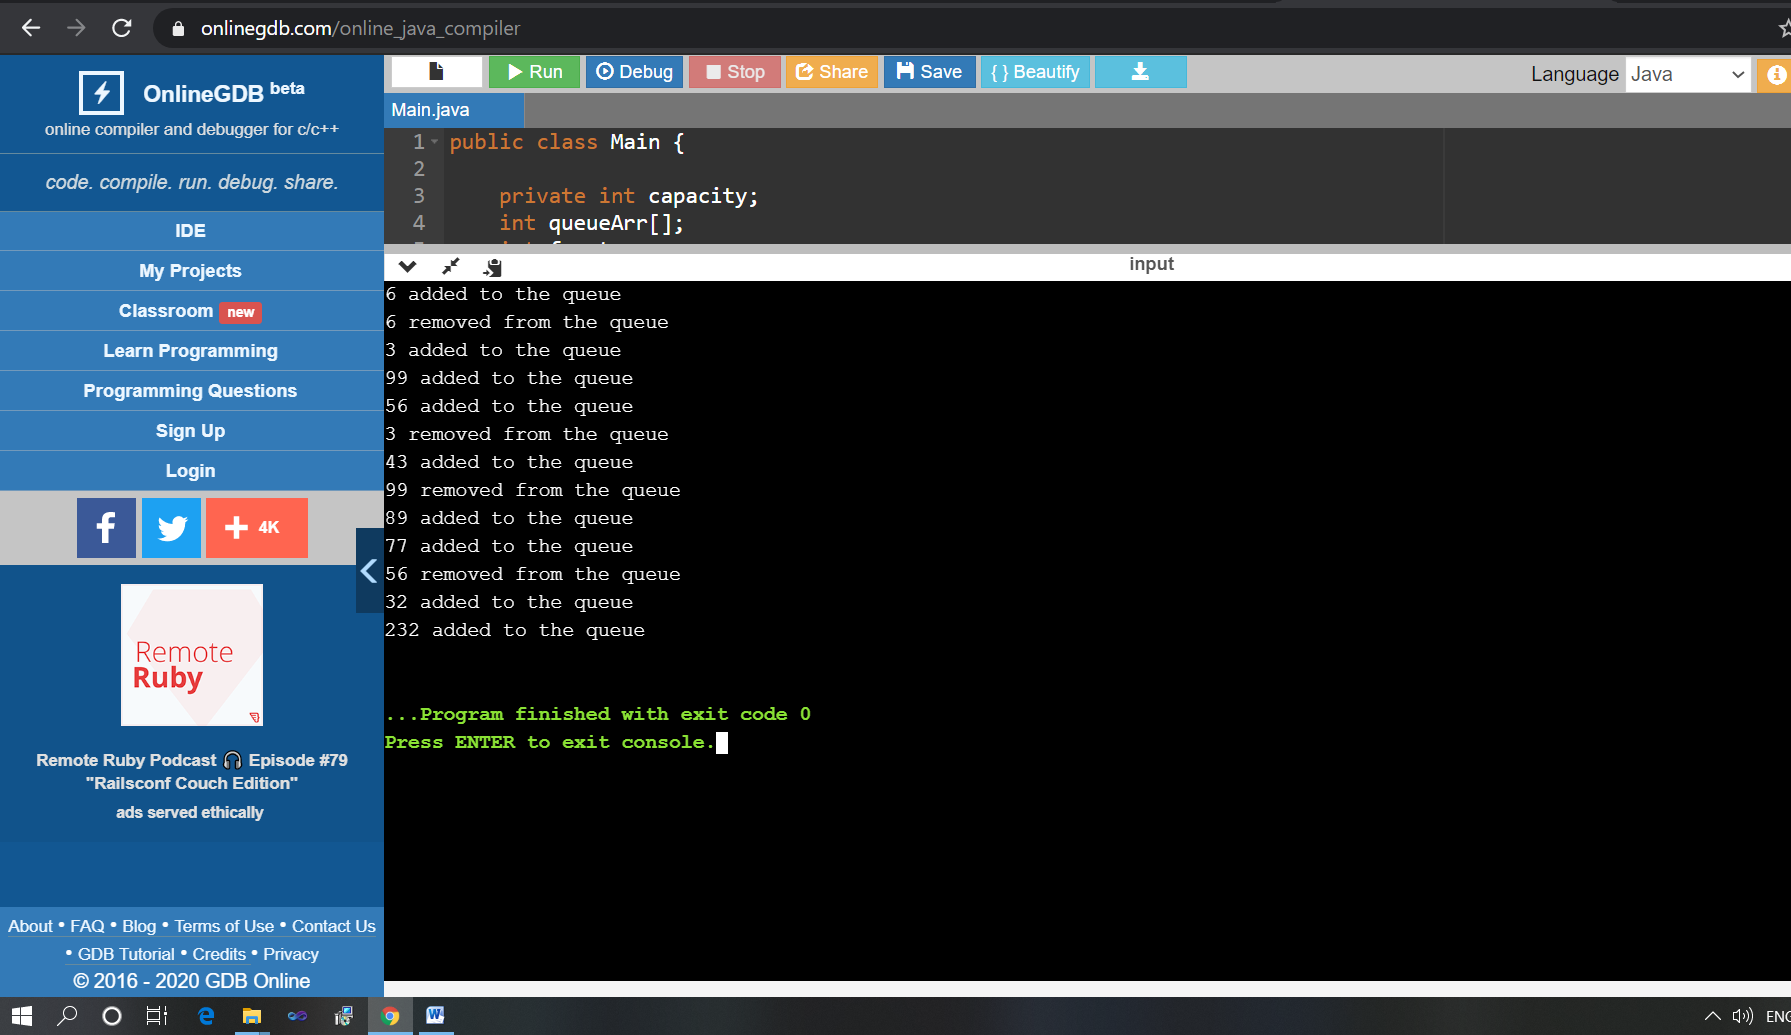 onlinegdb.com/online_java_compiler
OnlineGDB beta
online compiler and debugger for c/c++
code. compile. run. debug. share.
IDE
My Projects
Classroom new
Learn Programming
Programming Questions
Sign Up
Login
4K
Remote
Ruby
Remote Ruby Podcast 🎧 Episode #79
"Railsconf Couch Edition"
ads served ethically
About • FAQ • Blog • Terms of Use • Contact Us
• GDB Tutorial • Credits • Privacy
© 2016 - 2020 GDB Online
Run Debug Stop Share Save { } Beautify
Language Java
Main.java
1 public class Main {
2
3 private int capacity;
4 int queueArr[];
input
6 added to the queue
6 removed from the queue
3 added to the queue
99 added to the queue
56 added to the queue
3 removed from the queue
43 added to the queue
99 removed from the queue
89 added to the queue
77 added to the queue
56 removed from the queue
32 added to the queue
232 added to the queue
...Program finished with exit code 0
Press ENTER to exit console.